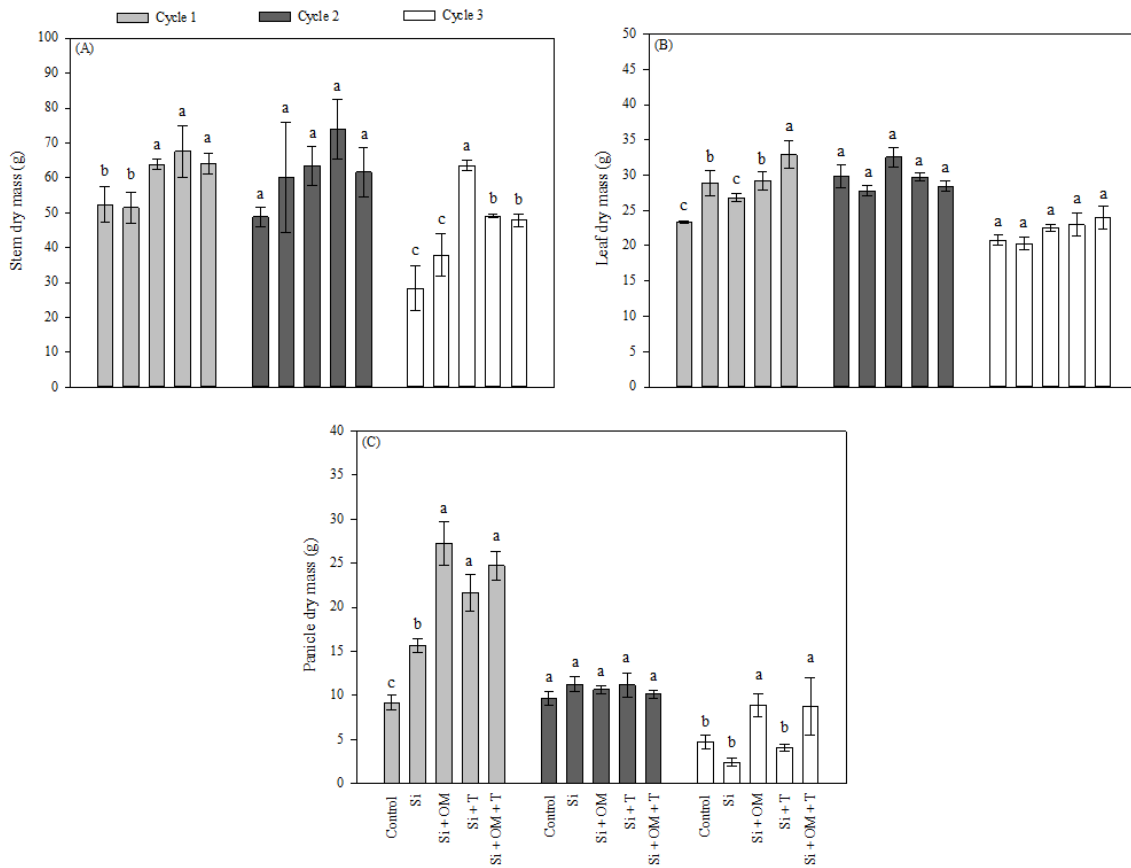 Cycle 1 Cycle 2 Cycle 3
(A)
Stem dry mass (g)
100
90
80
70
60
50
40
30
20
10
0
b b a a a
a a a a a
c c a b b
(B)
Leaf dry mass (g)
50
45
40
35
30
25
20
15
10
5
0
c b c b a
a a a a a
a a a a a
(C)
Panicle dry mass (g)
40
35
30
25
20
15
10
5
0
c b a a a
a a a a a
b b a b a
Control
Si
Si + OM
Si + T
Si + OM + T
Control
Si
Si + OM
Si + T
Si + OM + T
Control
Si
Si + OM
Si + T
Si + OM + T